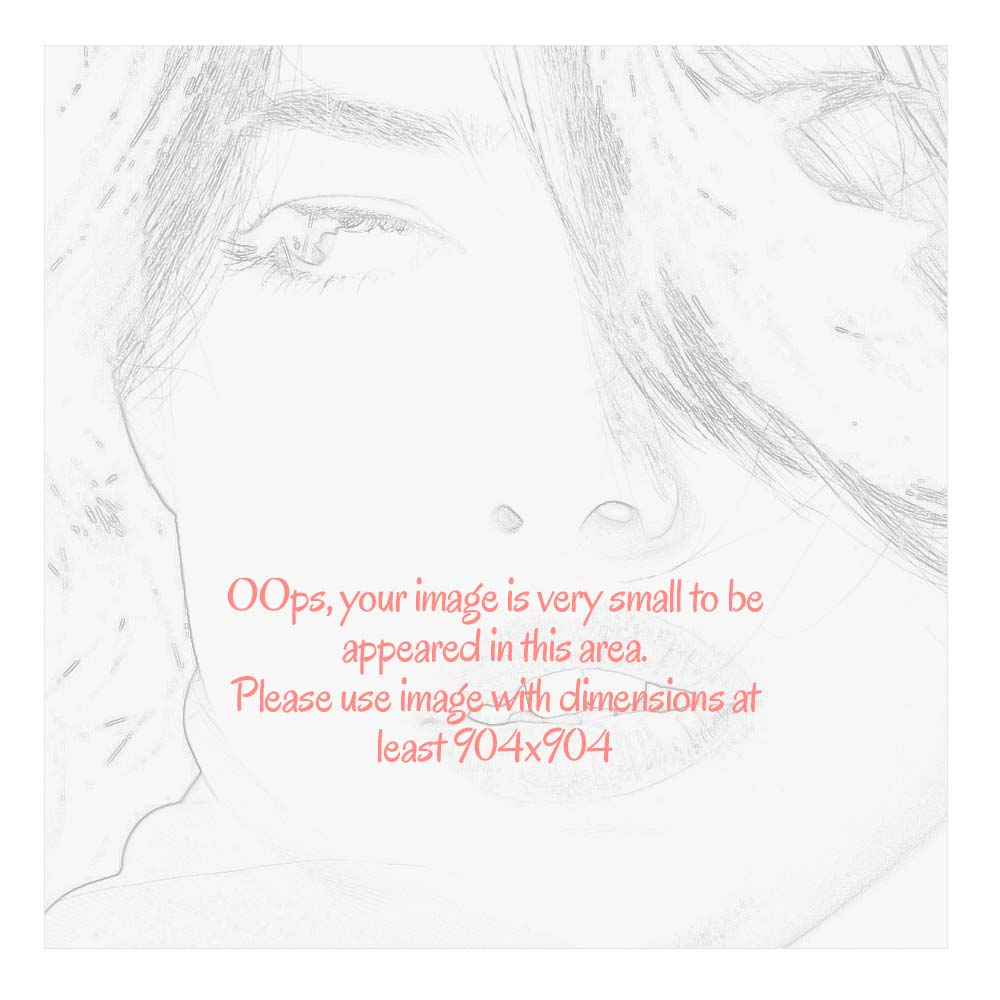 OOps, your image is very small to be
appeared in this area.
Please use image with dimensions at
least 904x904